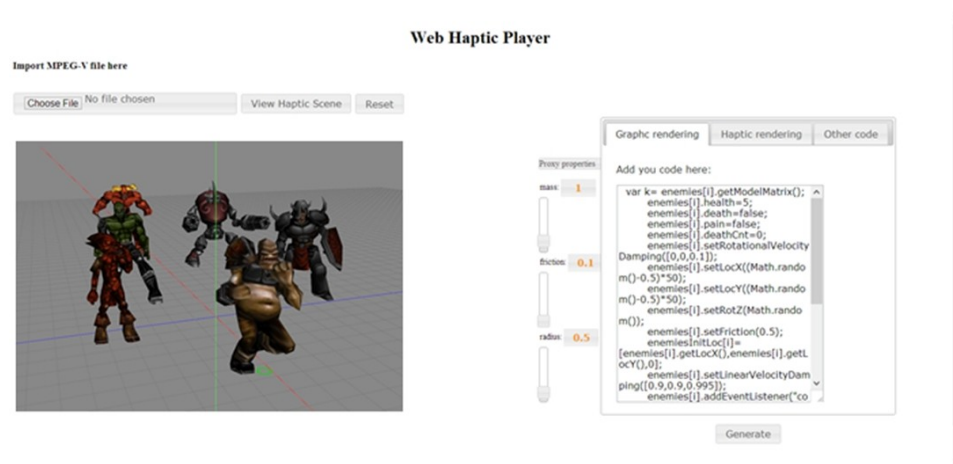 Web Haptic Player
Import MPEG-V file here
Choose File No file chosen
View Haptic Scene
Reset
Proxy properties
mass: 1
friction: 0.1
radius: 0.5
Graphc rendering
Haptic rendering
Other code
Add you code here:
var k= enemies[i].getModelMatrix();
enemies[i].health=5;
enemies[i].death=false;
enemies[i].pain=false;
enemies[i].deathCnt=0;
enemies[i].setRotationalVelocity
Damping([0,0,0.1]);
enemies[i].setLocX((Math.rando
m()-0.5)*50);
enemies[i].setLocY((Math.rando
m()-0.5)*50);
enemies[i].setRotZ(Math.rando
m());
enemies[i].setFriction(0.5);
enemiesInitLoc[i]=
[enemies[i].getLocX(),enemies[i].getL
ocY(),0];
enemies[i].setLinearVelocityDam
ping([0.9,0.9,0.995]);
enemies[i].addEventListener("co
Generate